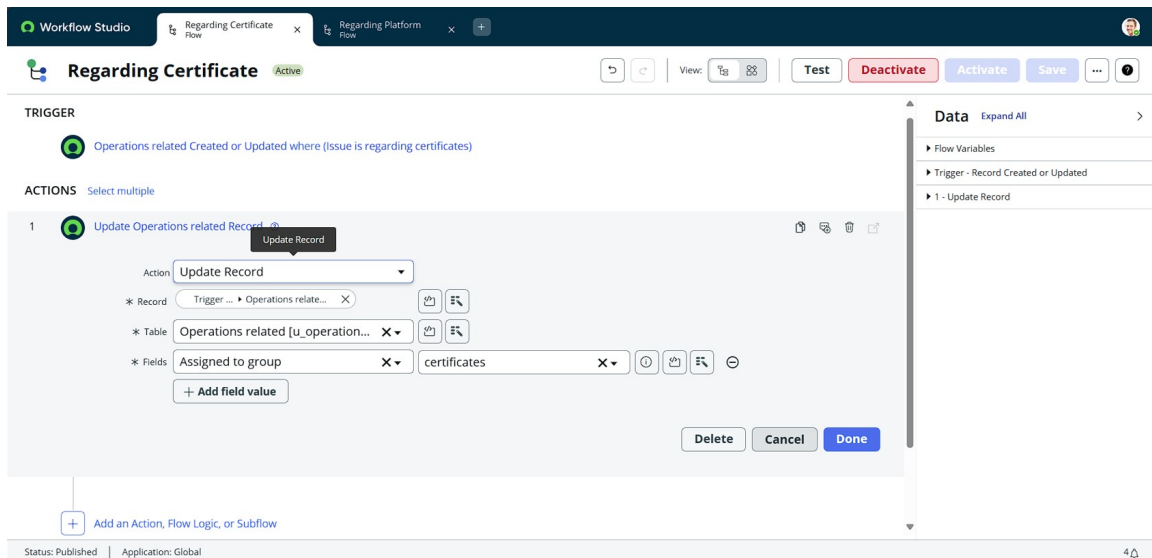 Workflow Studio
Regarding Certificate
Flow
Regarding Platform
Flow
Regarding Certificate Active
View:
Test
Deactivate
Activate
Save
TRIGGER
Operations related Created or Updated where (Issue is regarding certificates)
ACTIONS Select multiple
1 Update Operations related Record
Update Record
Action Update Record
* Record Trigger ... ▸ Operations relate...
* Table Operations related [u_operation...
* Fields Assigned to group certificates
+ Add field value
Delete Cancel Done
Add an Action, Flow Logic, or Subflow
Data Expand All
Flow Variables
Trigger - Record Created or Updated
1 - Update Record
Status: Published | Application: Global
4